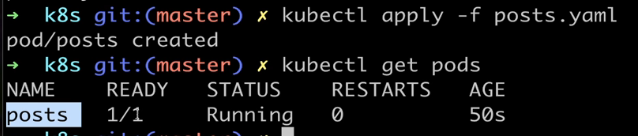 ➜ k8s git:(master) ✗ kubectl apply -f posts.yaml
pod/posts created
➜ k8s git:(master) ✗ kubectl get pods
NAME READY STATUS RESTARTS AGE
posts 1/1 Running 0 50s